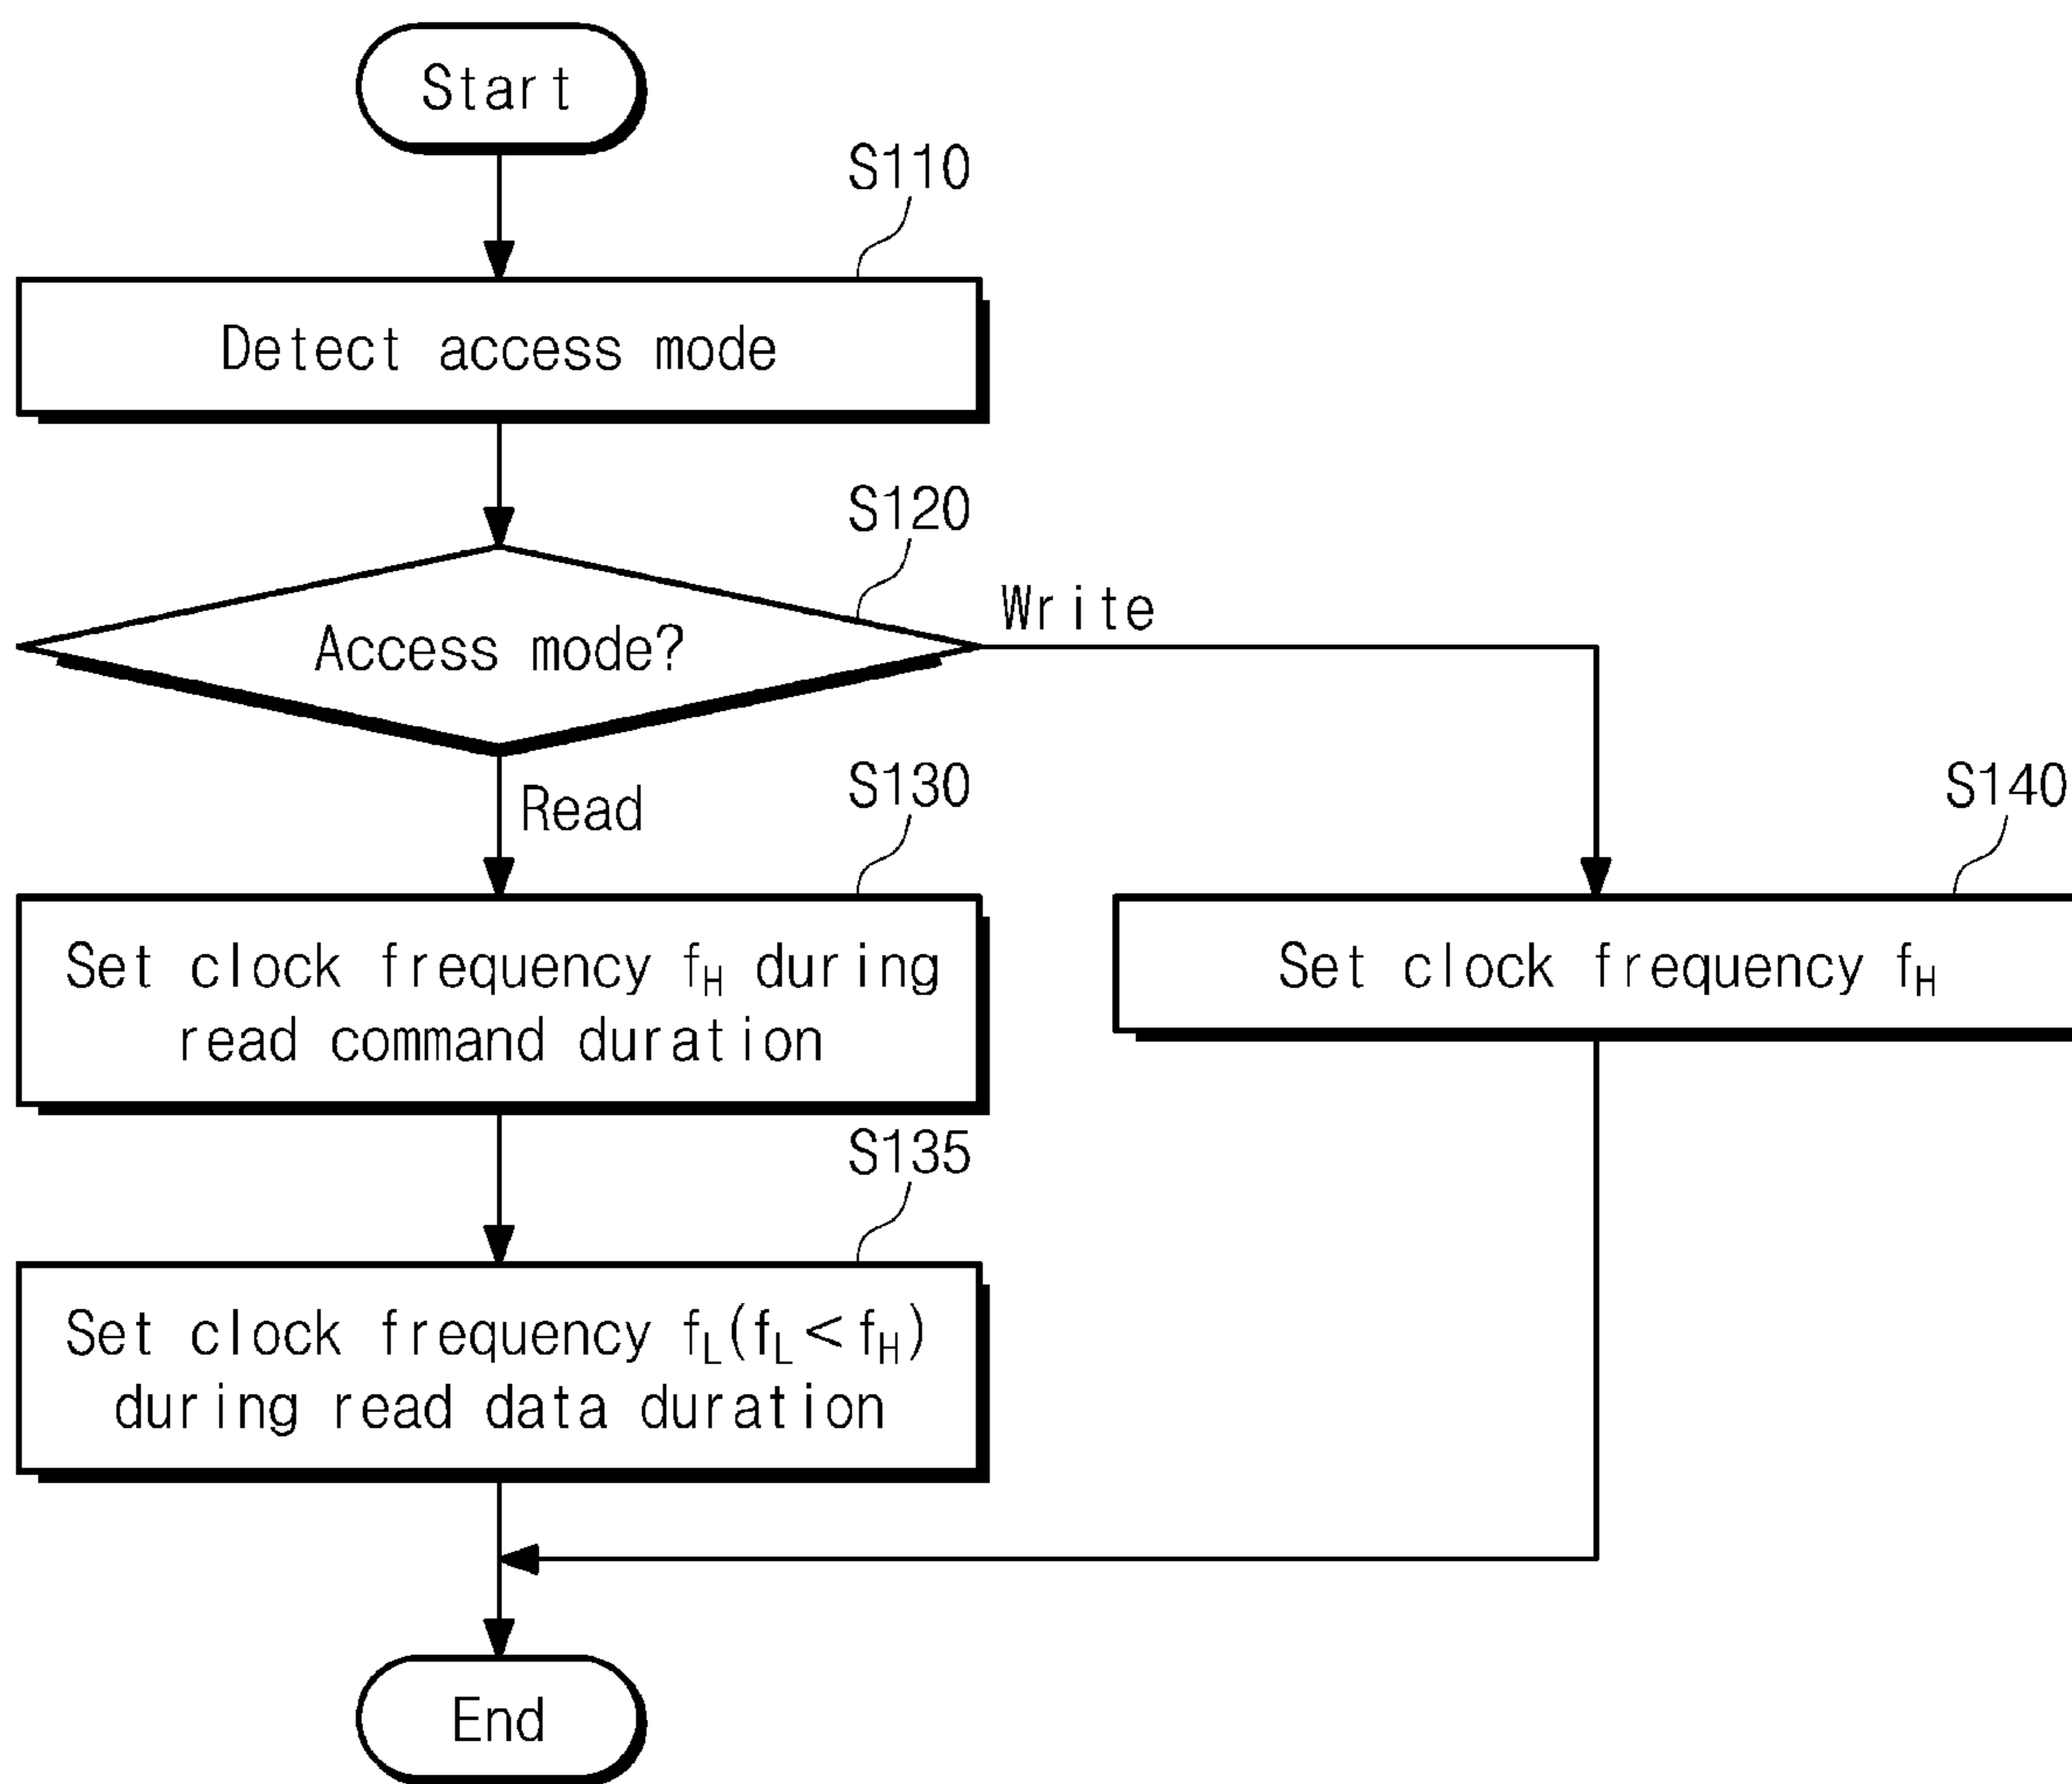 Start
S110
Detect access mode
S120
Access mode?
Write
Read
S130
S140
Set clock frequency fH during
read command duration
Set clock frequency fH
S135
Set clock frequency fL(fL<fH)
during read data duration
End